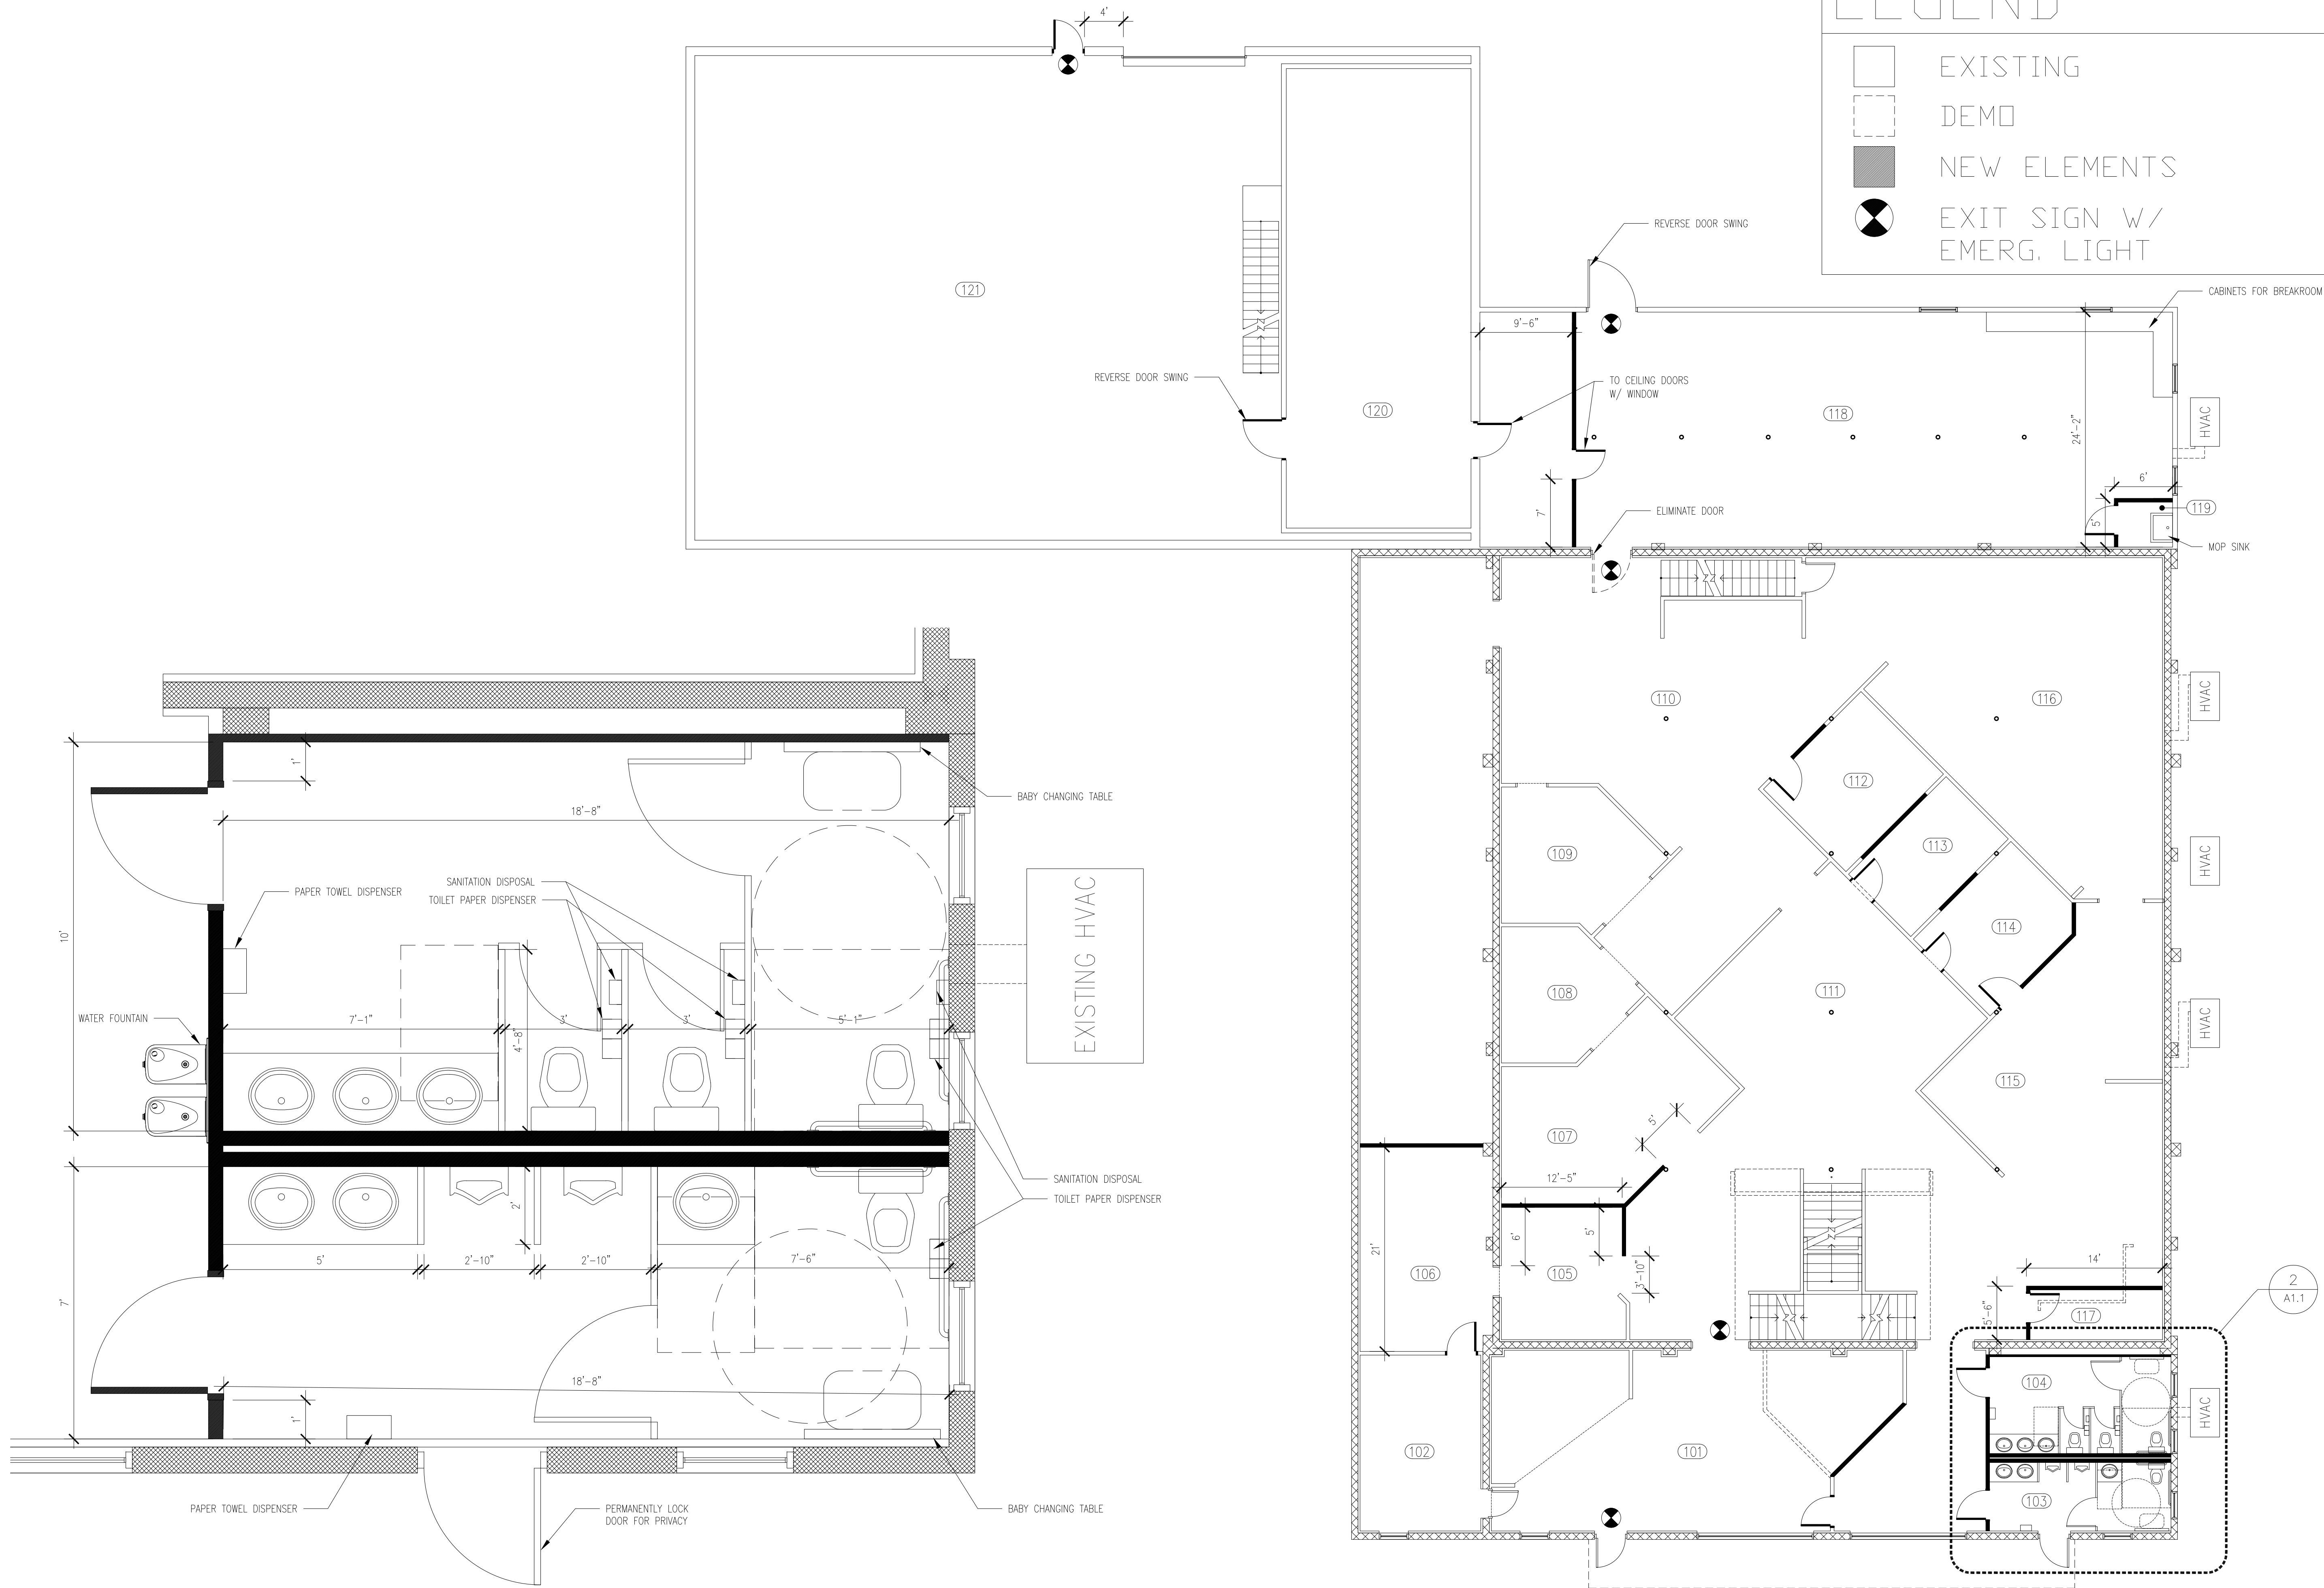 LEGEND
EXISTING
DEMO
NEW ELEMENTS
EXIT SIGN W/
EMERG. LIGHT
4'
121
120
REVERSE DOOR SWING
REVERSE DOOR SWING
9'-6"
TO CEILING DOORS
W/ WINDOW
118
CABINETS FOR BREAKROOM
24'-2"
HVAC
7'
6'
5'
119
MOP SINK
ELIMINATE DOOR
110
116
HVAC
112
109
113
HVAC
114
108
111
HVAC
115
107
5'
12'-5"
6'
5'
3'-10"
21'
106
105
14'
5'-6"
117
2
A1.1
104
HVAC
102
101
103
10'
1'
18'-8"
BABY CHANGING TABLE
PAPER TOWEL DISPENSER
SANITATION DISPOSAL
TOILET PAPER DISPENSER
EXISTING HVAC
WATER FOUNTAIN
7'-1"
3'
3'
5'-1"
4'-8"
SANITATION DISPOSAL
TOILET PAPER DISPENSER
2'
5'
2'-10"
2'-10"
7'-6"
7'
18'-8"
1'
PAPER TOWEL DISPENSER
PERMANENTLY LOCK
DOOR FOR PRIVACY
BABY CHANGING TABLE